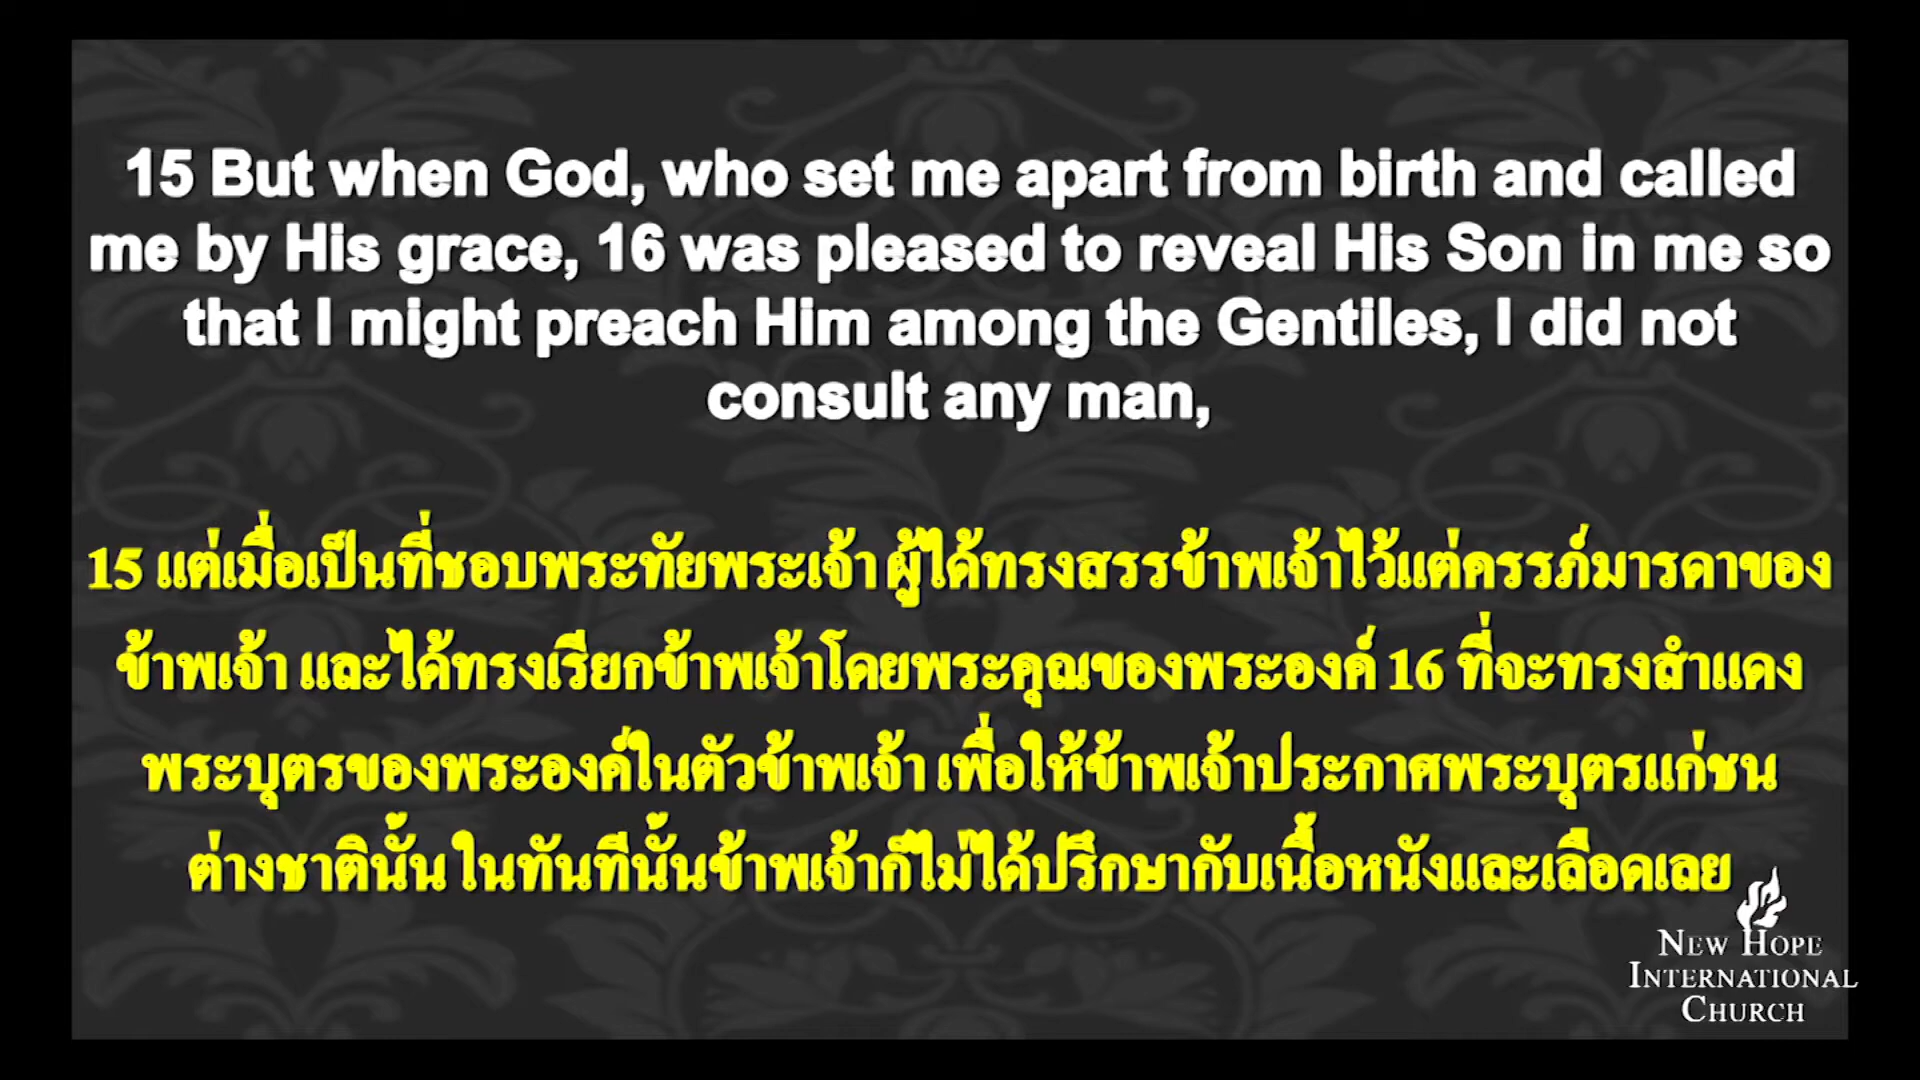 15 But when God, who set me apart from birth and called
me by His grace, 16 was pleased to reveal His Son in me so
that I might preach Him among the Gentiles, I did not
consult any man,
15 แต่เมื่อเป็นที่ชอบพระทัยพระเจ้า ผู้ได้ทรงสรรข้าพเจ้าไว้แต่ครรภ์มารดาของ
ข้าพเจ้า และได้ทรงเรียกข้าพเจ้าโดยพระคุณของพระองค์ 16 ที่จะทรงสำแดง
พระบุตรของพระองค์ในตัวข้าพเจ้า เพื่อให้ข้าพเจ้าประกาศพระบุตรแก่ชน
ต่างชาตินั้น ในทันทีนั้นข้าพเจ้าก็ไม่ได้ปรึกษากับเนื้อหนังและเลือดเลย
NEW HOPE
INTERNATIONAL
CHURCH